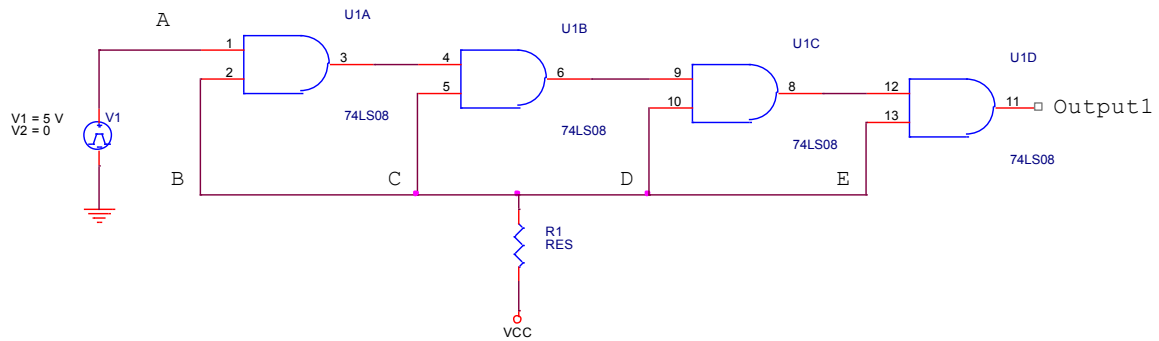 A
U1A
U1B
U1C
U1D
1
2
3
4
5
6
9
10
8
12
13
11
Output1
74LS08
74LS08
74LS08
74LS08
V1 = 5 V
V2 = 0
V1
B
C
D
E
R1
RES
VCC